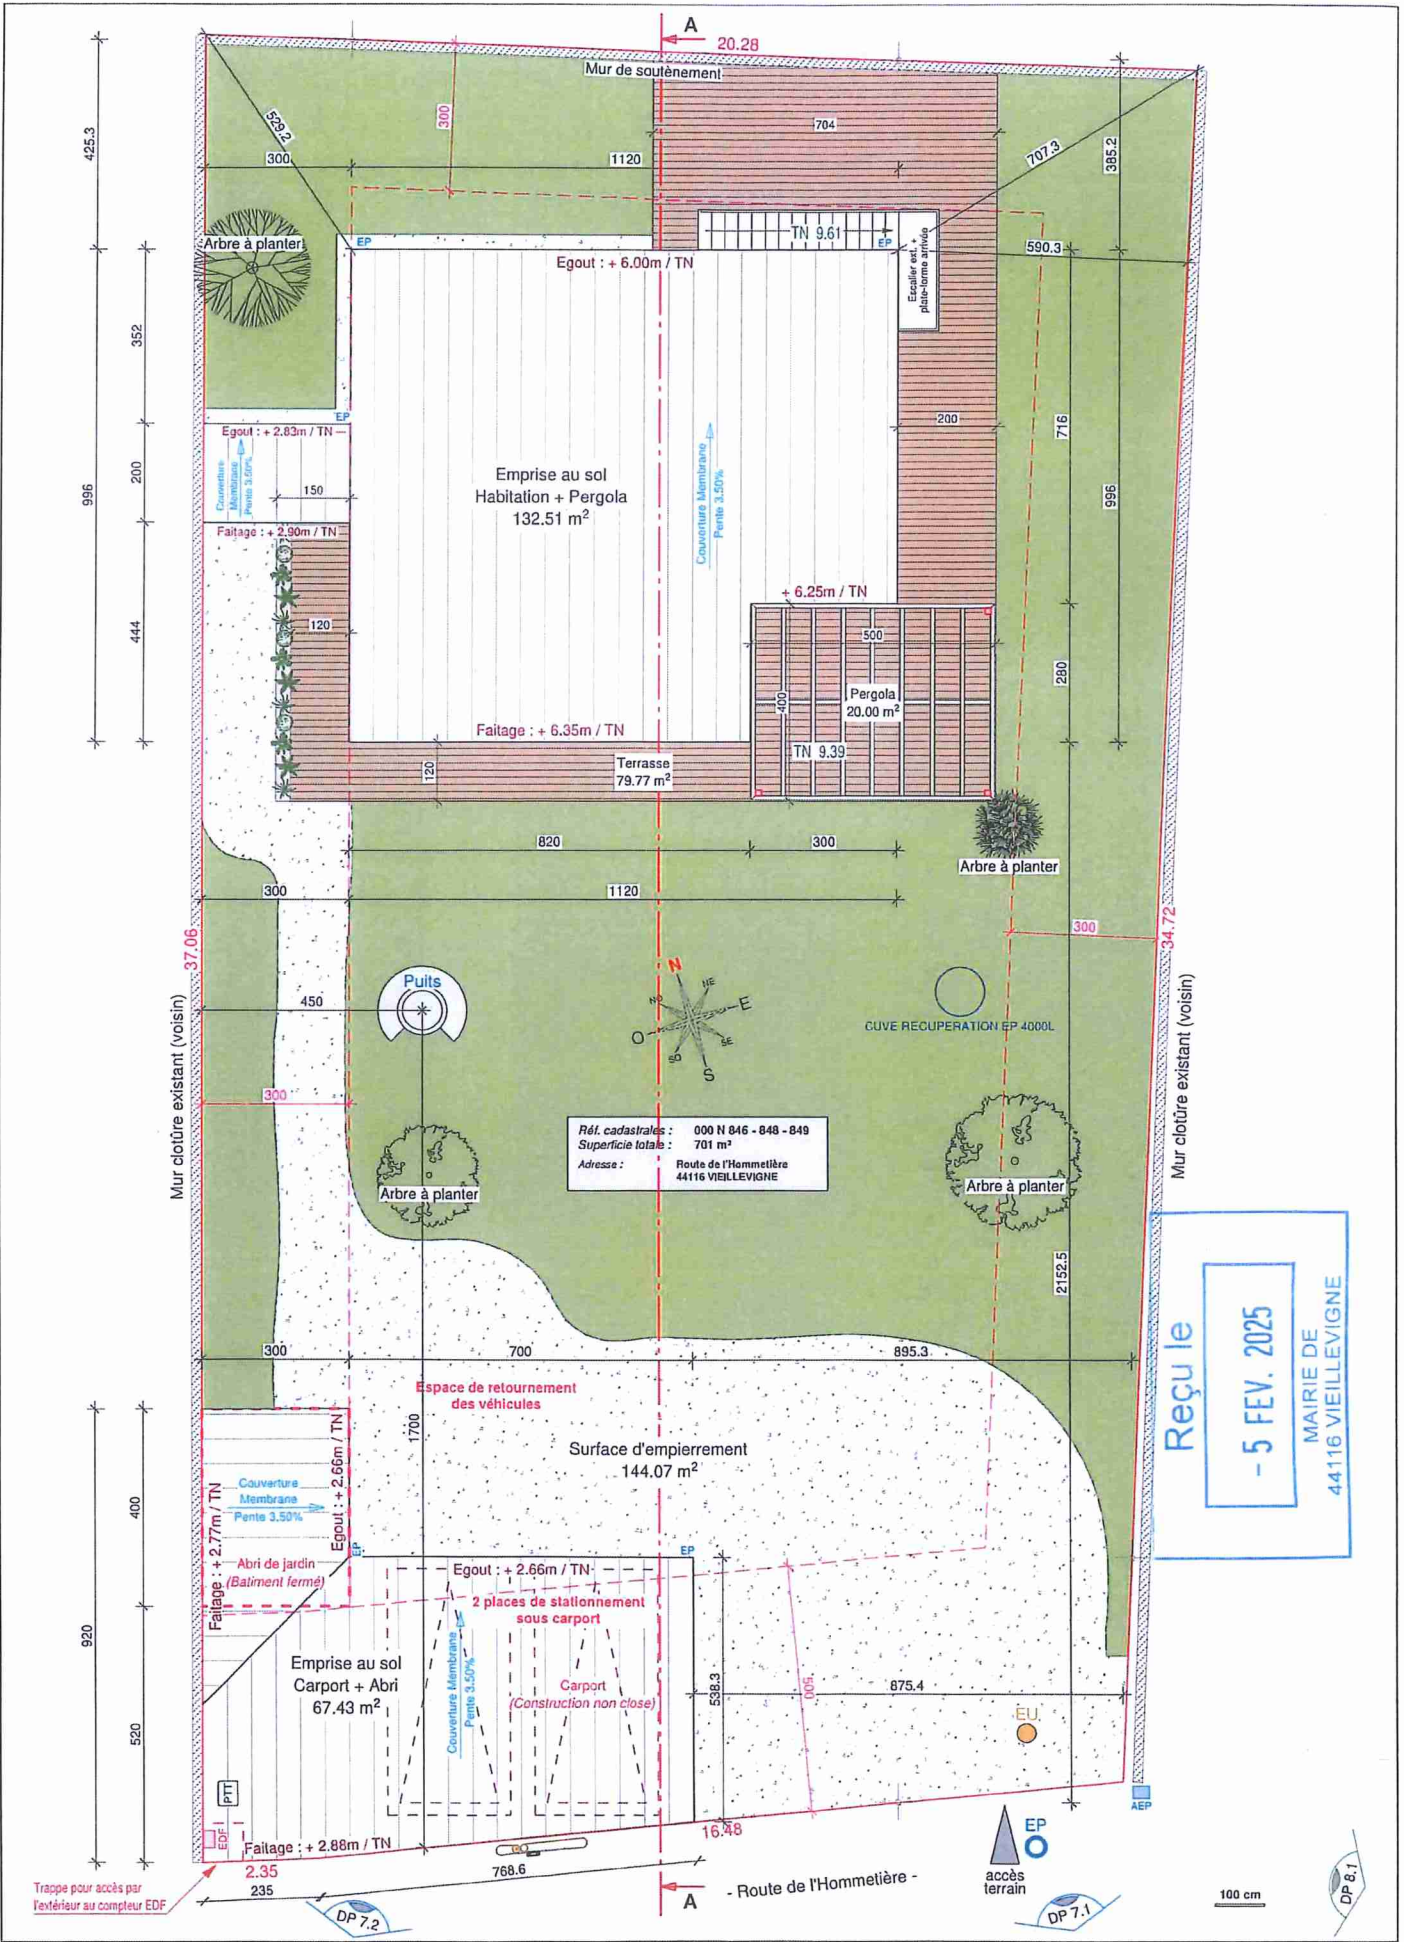 A
20.28
Mur de soutènement
529.2
300
704
425.3
300
1120
707.3
385.2
Arbre à planter
EP
TN 9.61
EP
Escalier ext. +
plate-forme arrivée
590.3
Egout : + 6.00m / TN
352
EP
Egout : + 2.83m / TN
200
716
Couverture
Membrane
Pente 3.50%
150
200
996
Emprise au sol
Habitation + Pergola
132.51 m²
Couverture Membrane
Pente 3.50%
996
Faitage : + 2.90m / TN
+ 6.25m / TN
444
120
500
280
400
Pergola
20.00 m²
Faitage : + 6.35m / TN
TN 9.39
120
Terrasse
79.77 m²
820
300
Arbre à planter
300
1120
37.06
300
34.72
Puits
N
NE
NO
E
450
O
SE
SO
S
CUVE RECUPERATION EP 4000L
Mur clotûre existant (voisin)
Mur clotûre existant (voisin)
300
Réf. cadastrales : 000 N 846 - 848 - 849
Superficie totale : 701 m²
Adresse : Route de l'Hommetière
44116 VIEILLEVIGNE
Arbre à planter
Arbre à planter
2152.5
Reçu le
- 5 FEV. 2025
MAIRIE DE
44116 VIEILLEVIGNE
300
700
895.3
Espace de retournement
des véhicules
1700
Surface d'empierrement
144.07 m²
Egout : + 2.66m / TN
Couverture
Membrane
Pente 3.50%
Faitage : + 2.77m / TN
400
EP
Abri de jardin
(Batiment fermé)
Egout : + 2.66m / TN
EP
2 places de stationnement
sous carport
920
Emprise au sol
Carport + Abri
67.43 m²
Couverture Membrane
Pente 3.50%
Carport
(Construction non close)
538.3
500
875.4
EU
520
PTT
EDF
AEP
Faitage : + 2.88m / TN
16.48
EP
2.35
768.6
accès
terrain
Trappe pour accès par
l'extérieur au compteur EDF
235
- Route de l'Hommetière -
A
DP 7.2
DP 7.1
100 cm
DP 8.1